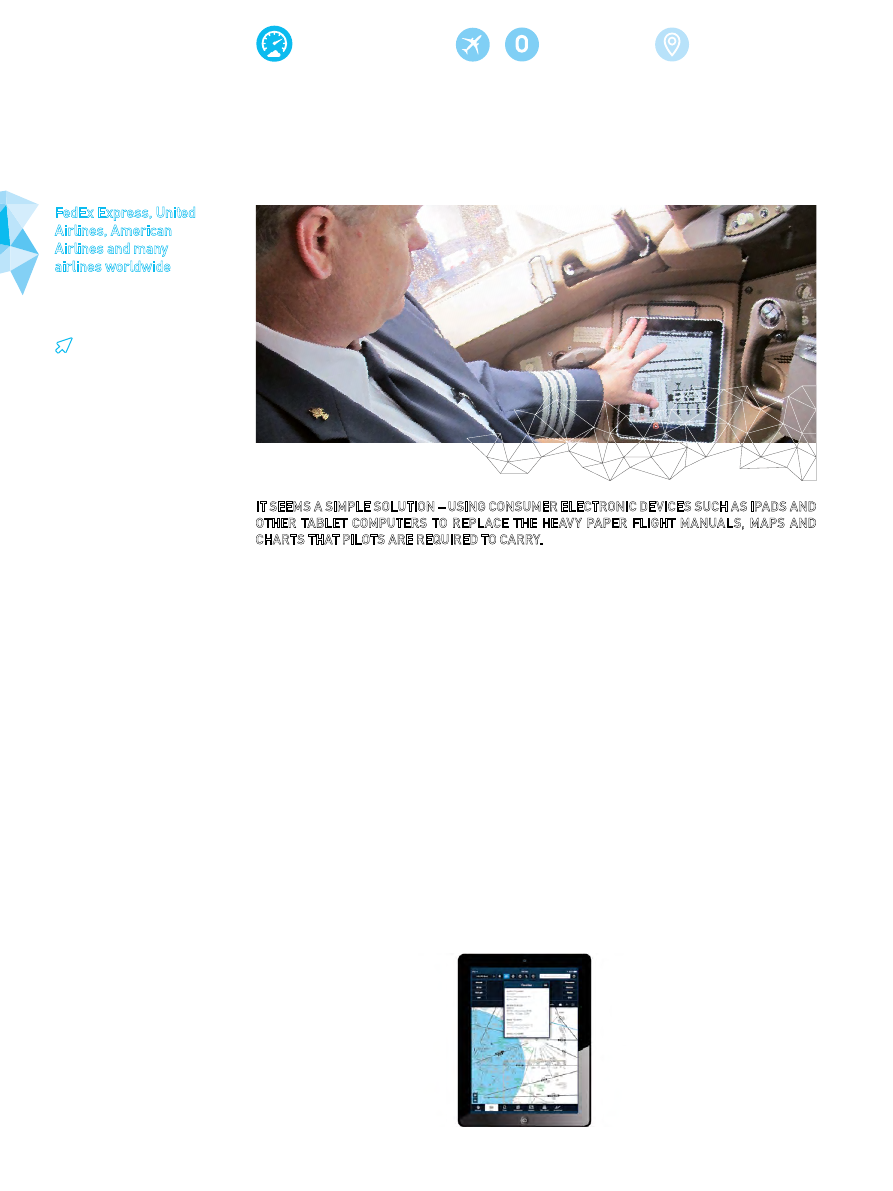 0
FedEx Express, United
Airlines, American
Airlines and many
airlines worldwide
IT SEEMS A SIMPLE SOLUTION – USING CONSUMER ELECTRONIC DEVICES SUCH AS IPADS AND
OTHER TABLET COMPUTERS TO REPLACE THE HEAVY PAPER FLIGHT MANUALS, MAPS AND
CHARTS THAT PILOTS ARE REQUIRED TO CARRY.